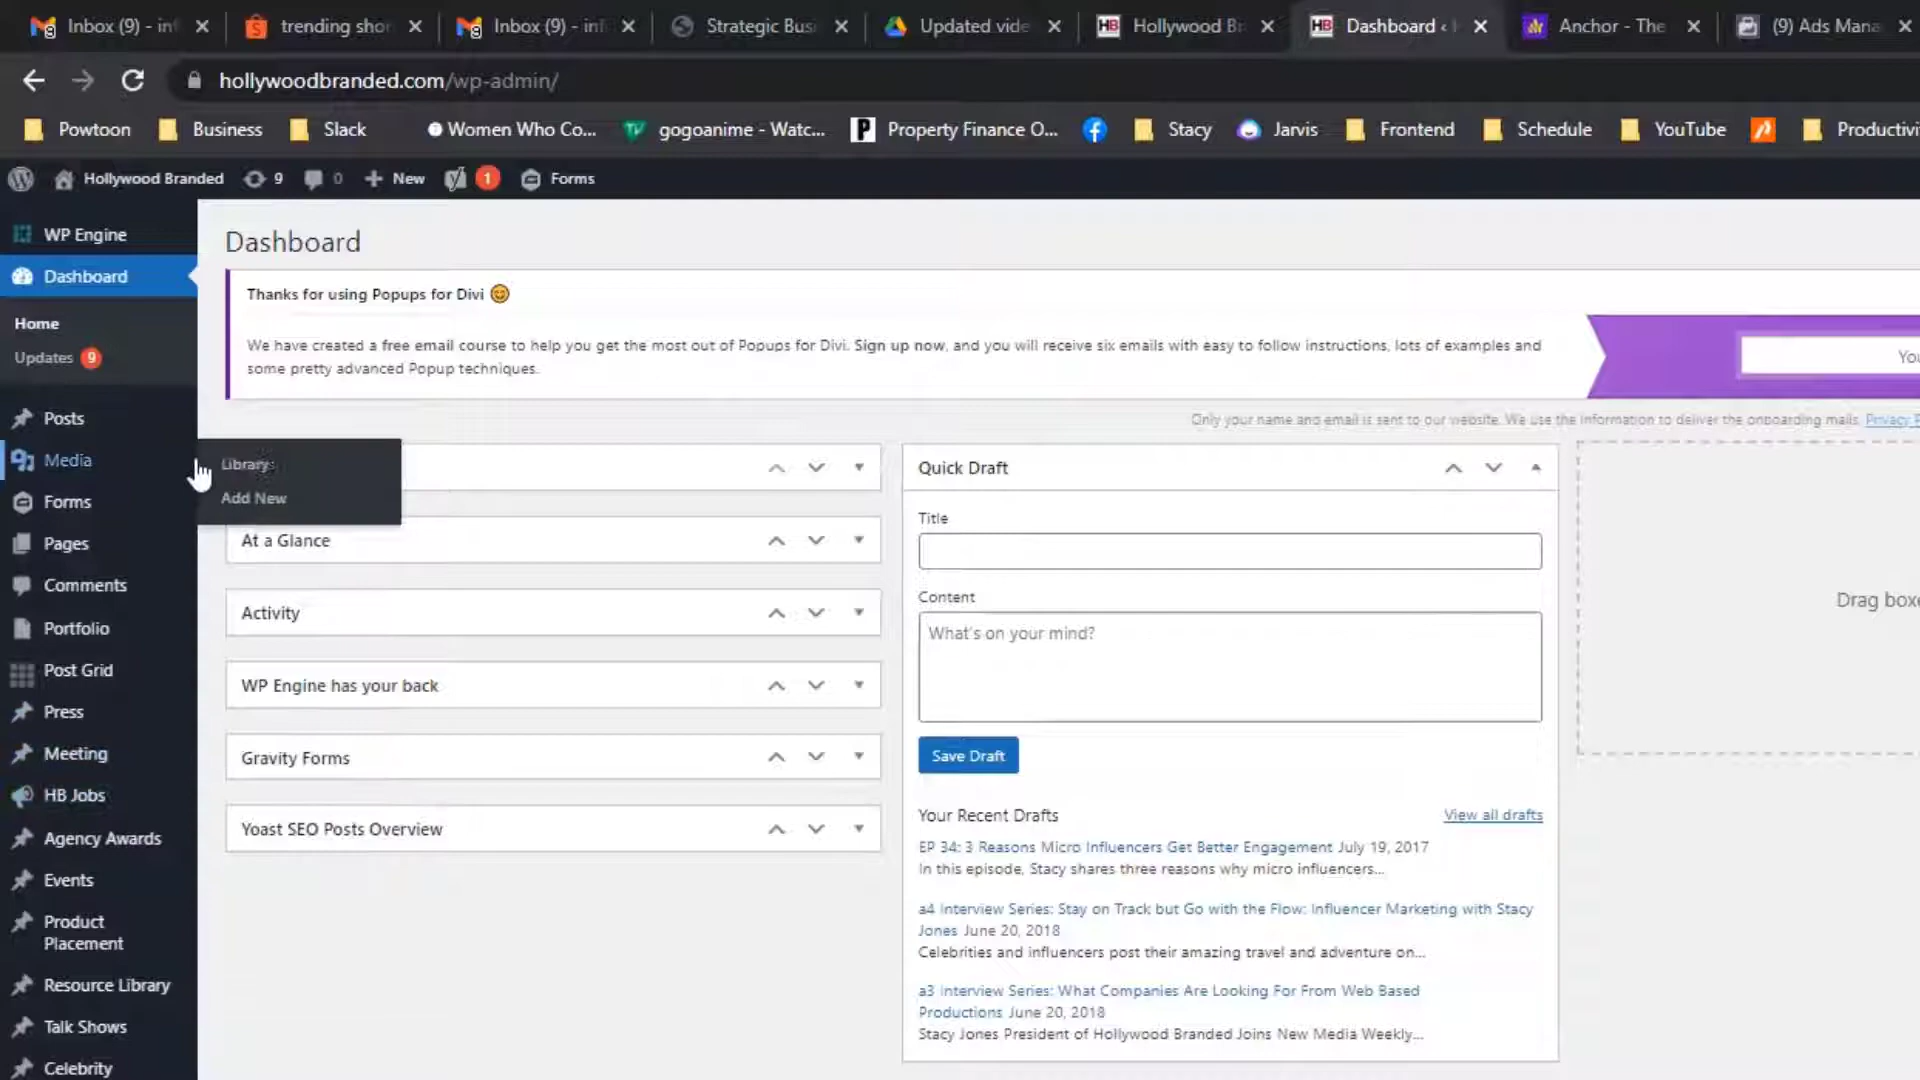 Inbox (9) - inf
trending shor
Inbox (9) - inf
Strategic Busi
Updated vide
Hollywood Br
Dashboard ‹
Anchor - The
(9) Ads Mana
hollywoodbranded.com/wp-admin/
Powtoon
Business
Slack
Women Who Co...
gogoanime - Watc...
Property Finance O...
Stacy
Jarvis
Frontend
Schedule
YouTube
Productivi
Hollywood Branded
9
0
New
1
Forms
WP Engine
Dashboard
Home
Updates 9
Posts
Media
Library
Add New
Forms
Pages
Comments
Portfolio
Post Grid
Press
Meeting
HB Jobs
Agency Awards
Events
Product
Placement
Resource Library
Talk Shows
Celebrity
Dashboard
Thanks for using Popups for Divi 😊
We have created a free email course to help you get the most out of Popups for Divi. Sign up now, and you will receive six emails with easy to follow instructions, lots of examples and
some pretty advanced Popup techniques.
You
Only your name and email is sent to our website. We use the information to deliver the onboarding mails. Privacy P
At a Glance
Activity
WP Engine has your back
Gravity Forms
Yoast SEO Posts Overview
Quick Draft
Title
Content
What's on your mind?
Save Draft
Your Recent Drafts
View all drafts
EP 34: 3 Reasons Micro Influencers Get Better Engagement July 19, 2017
In this episode, Stacy shares three reasons why micro influencers...
a4 Interview Series: Stay on Track but Go with the Flow: Influencer Marketing with Stacy
Jones June 20, 2018
Celebrities and influencers post their amazing travel and adventure on...
a3 Interview Series: What Companies Are Looking For From Web Based
Productions June 20, 2018
Stacy Jones President of Hollywood Branded Joins New Media Weekly...
Drag boxe